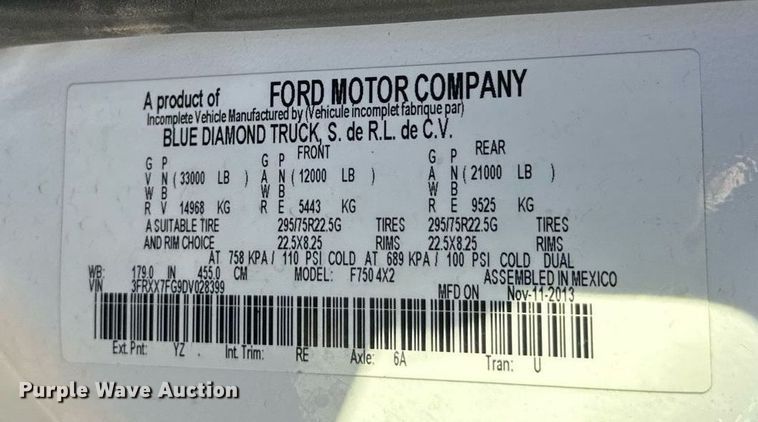 A product of FORD MOTOR COMPANY
Incomplete Vehicle Manufactured by (Véhicule incomplet fabrique par)
BLUE DIAMOND TRUCK, S. de R.L. de C.V.
FRONT REAR
G P G P G P
V N ( 33000 LB ) A N ( 12000 LB ) A N ( 21000 LB )
W B W B W B
R V 14968 KG R E 5443 KG R E 9525 KG
A SUITABLE TIRE 295/75R22.5G TIRES 295/75R22.5G TIRES
AND RIM CHOICE 22.5X8.25 RIMS 22.5X8.25 RIMS
AT 758 KPA / 110 PSI COLD AT 689 KPA / 100 PSI COLD DUAL
WB: 179.0 IN 455.0 CM MODEL: F750 4X2 ASSEMBLED IN MEXICO
VIN 3FRXX7FG9DV028399 MFD ON Nov-11-2013
Ext. Pnt: YZ . Int. Trim: RE Axle: 6A Tran: U
Purple Wave Auction